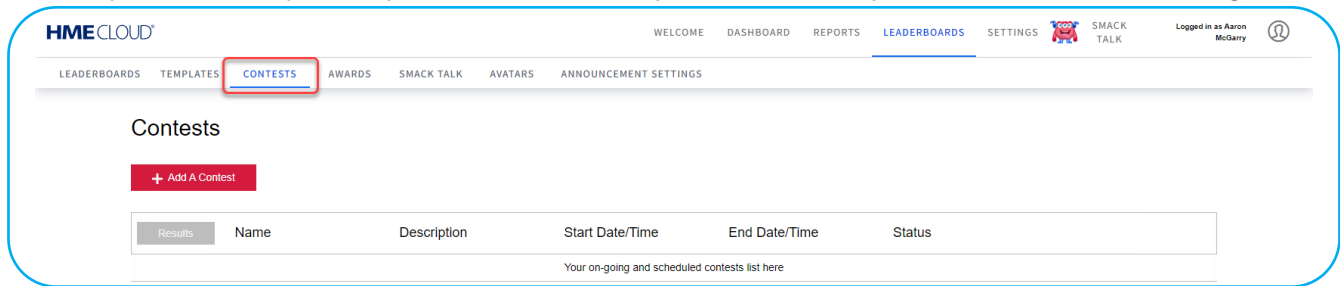 HME CLOUD®
WELCOME DASHBOARD REPORTS LEADERBOARDS SETTINGS SMACK TALK Logged in as Aaron McGarry
LEADERBOARDS TEMPLATES CONTESTS AWARDS SMACK TALK AVATARS ANNOUNCEMENT SETTINGS
Contests
+ Add A Contest
Results Name Description Start Date/Time End Date/Time Status
Your on-going and scheduled contests list here